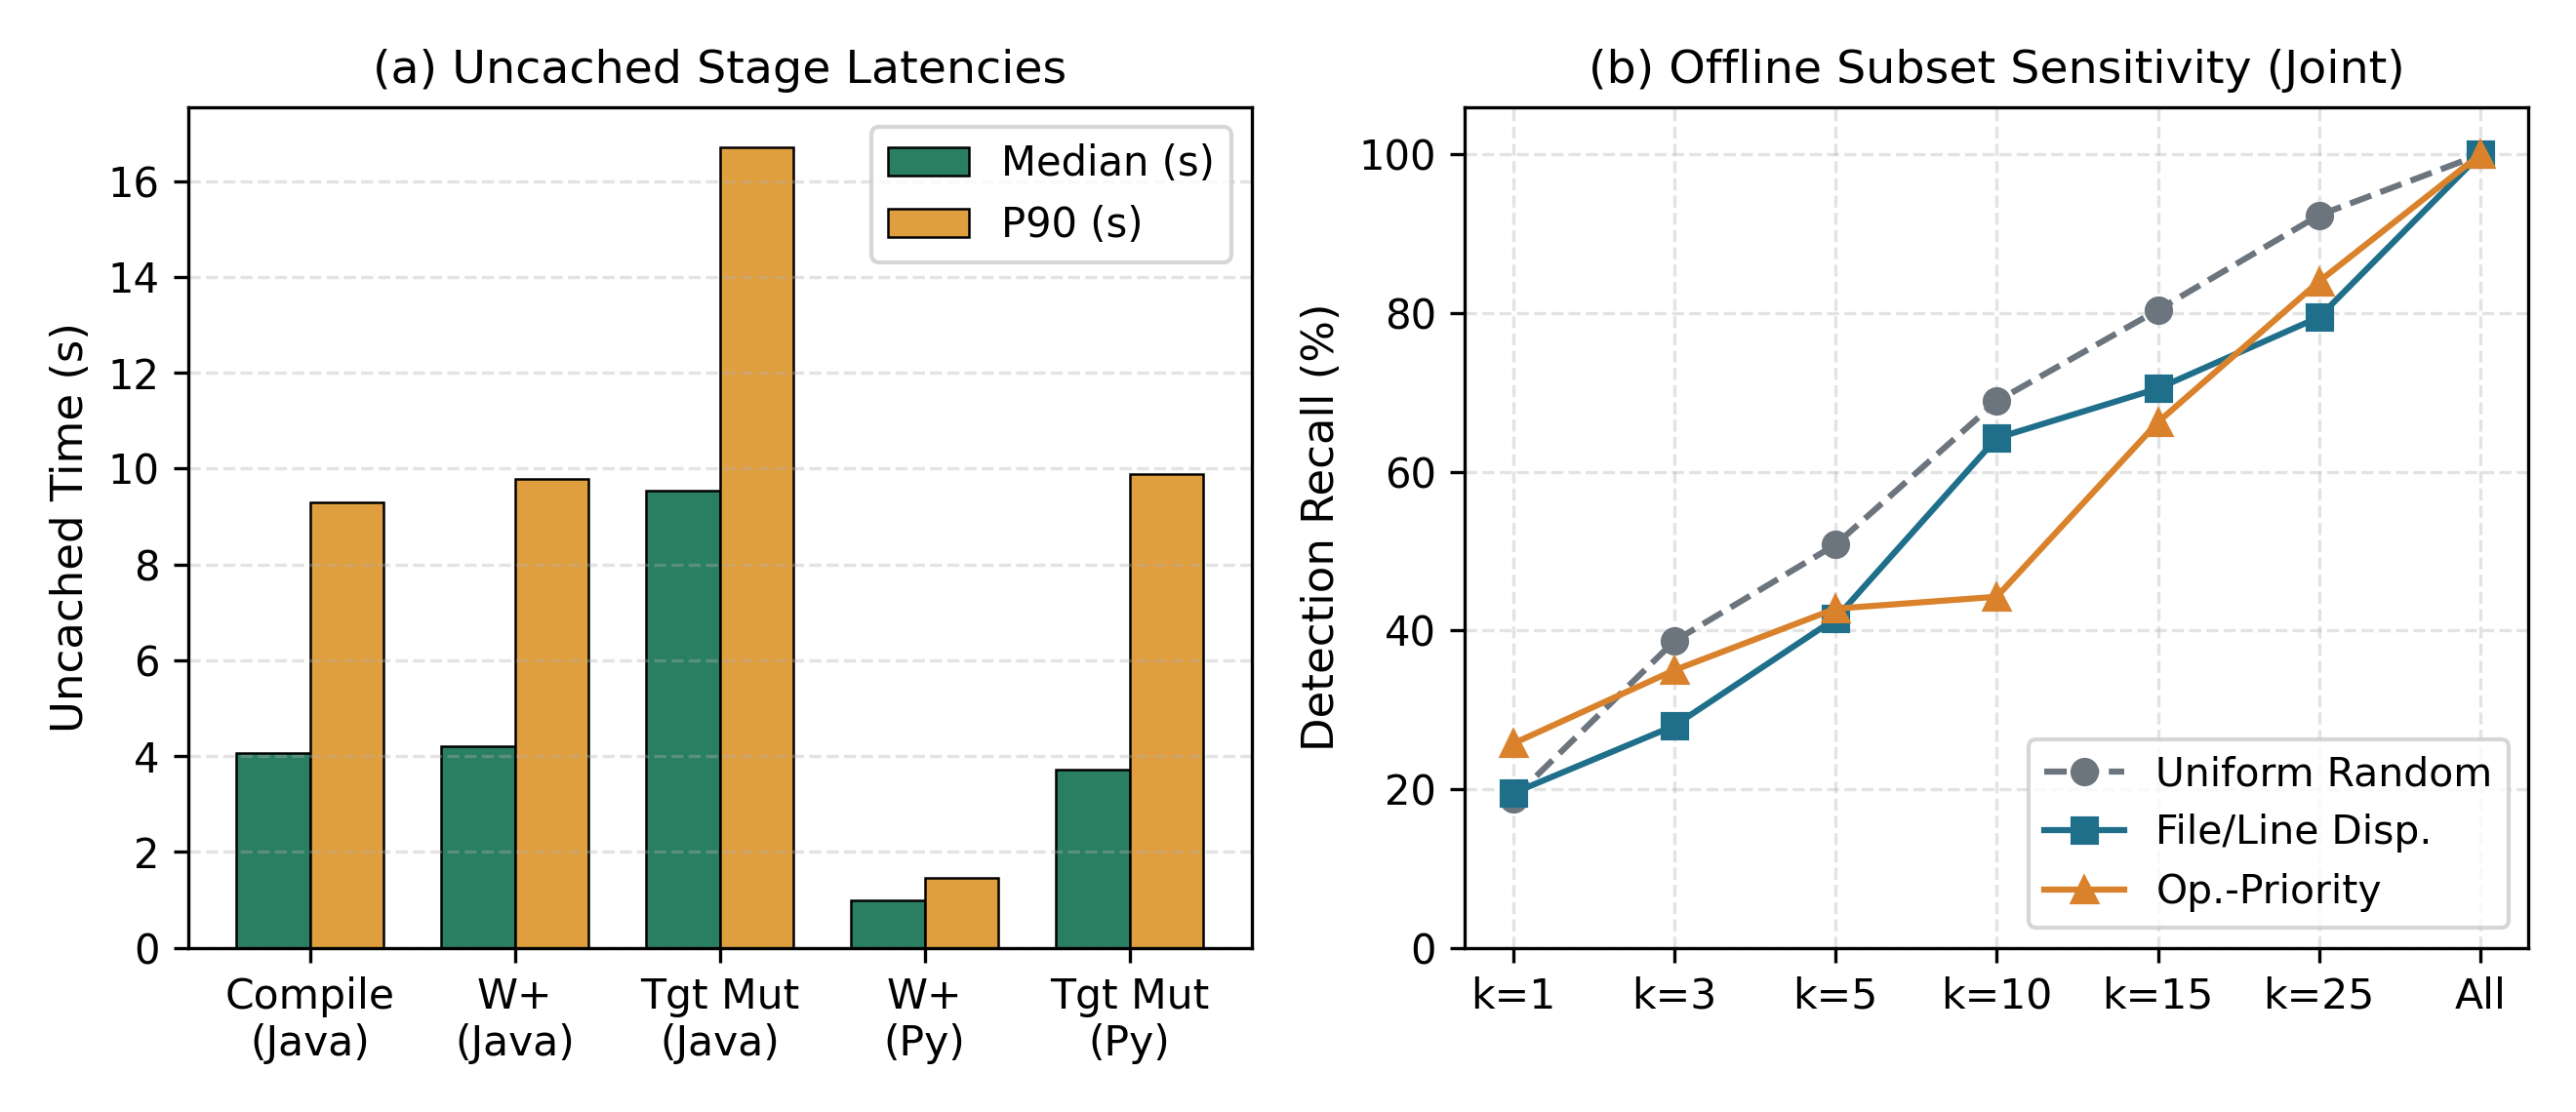 (a) Uncached Stage Latencies
Uncached Time (s)
16
14
12
10
8
6
4
2
0
Median (s)
P90 (s)
Compile
(Java)
W+
(Java)
Tgt Mut
(Java)
W+
(Py)
Tgt Mut
(Py)
(b) Offline Subset Sensitivity (Joint)
Detection Recall (%)
100
80
60
40
20
0
Uniform Random
File/Line Disp.
Op.-Priority
k=1
k=3
k=5
k=10
k=15
k=25
All